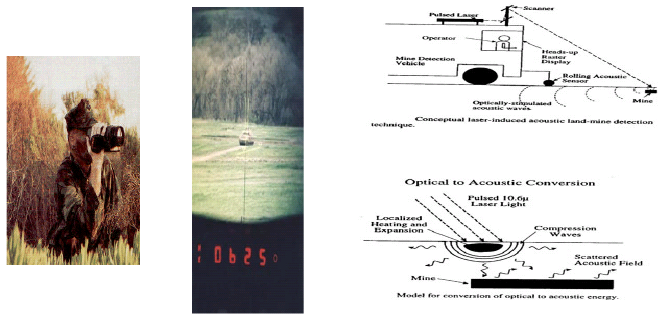 10625
Scanner
Pulsed Laser
Operator
Mine Detection
Vehicle
Heads-up
Raster
Display
Rolling Acoustic
Sensor
Optically-stimulated
acoustic waves
Mine
Conceptual laser-induced acoustic land-mine detection
technique.
Optical to Acoustic Conversion
Pulsed 10.6μ
Laser Light
Localized
Heating and
Expansion
Compression
Waves
Scattered
Acoustic Field
Mine
Model for conversion of optical to acoustic energy.